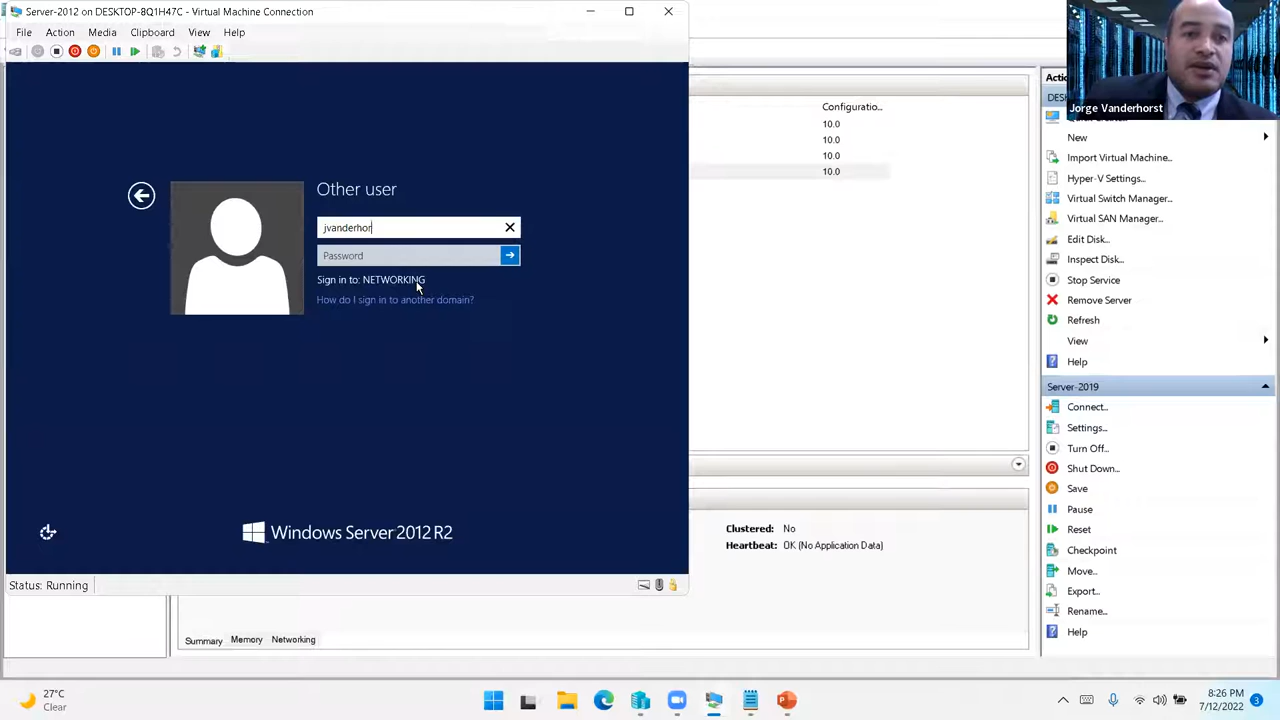 Server-2012 on DESKTOP-8Q1H47C - Virtual Machine Connection
File Action Media Clipboard View Help
Other user
jvanderhor
Password
Sign in to: NETWORKING
How do I sign in to another domain?
Windows Server 2012 R2
Status: Running
Configuratio...
10.0
10.0
10.0
10.0
Clustered: No
Heartbeat: OK (No Application Data)
Summary Memory Networking
Jorge Vanderhorst
New
Import Virtual Machine...
Hyper-V Settings...
Virtual Switch Manager...
Virtual SAN Manager...
Edit Disk...
Inspect Disk...
Stop Service
Remove Server
Refresh
View
Help
Server-2019
Connect...
Settings...
Turn Off...
Shut Down...
Save
Pause
Reset
Checkpoint
Move...
Export...
Rename...
Help
27°C
Clear
8:26 PM
7/12/2022
3